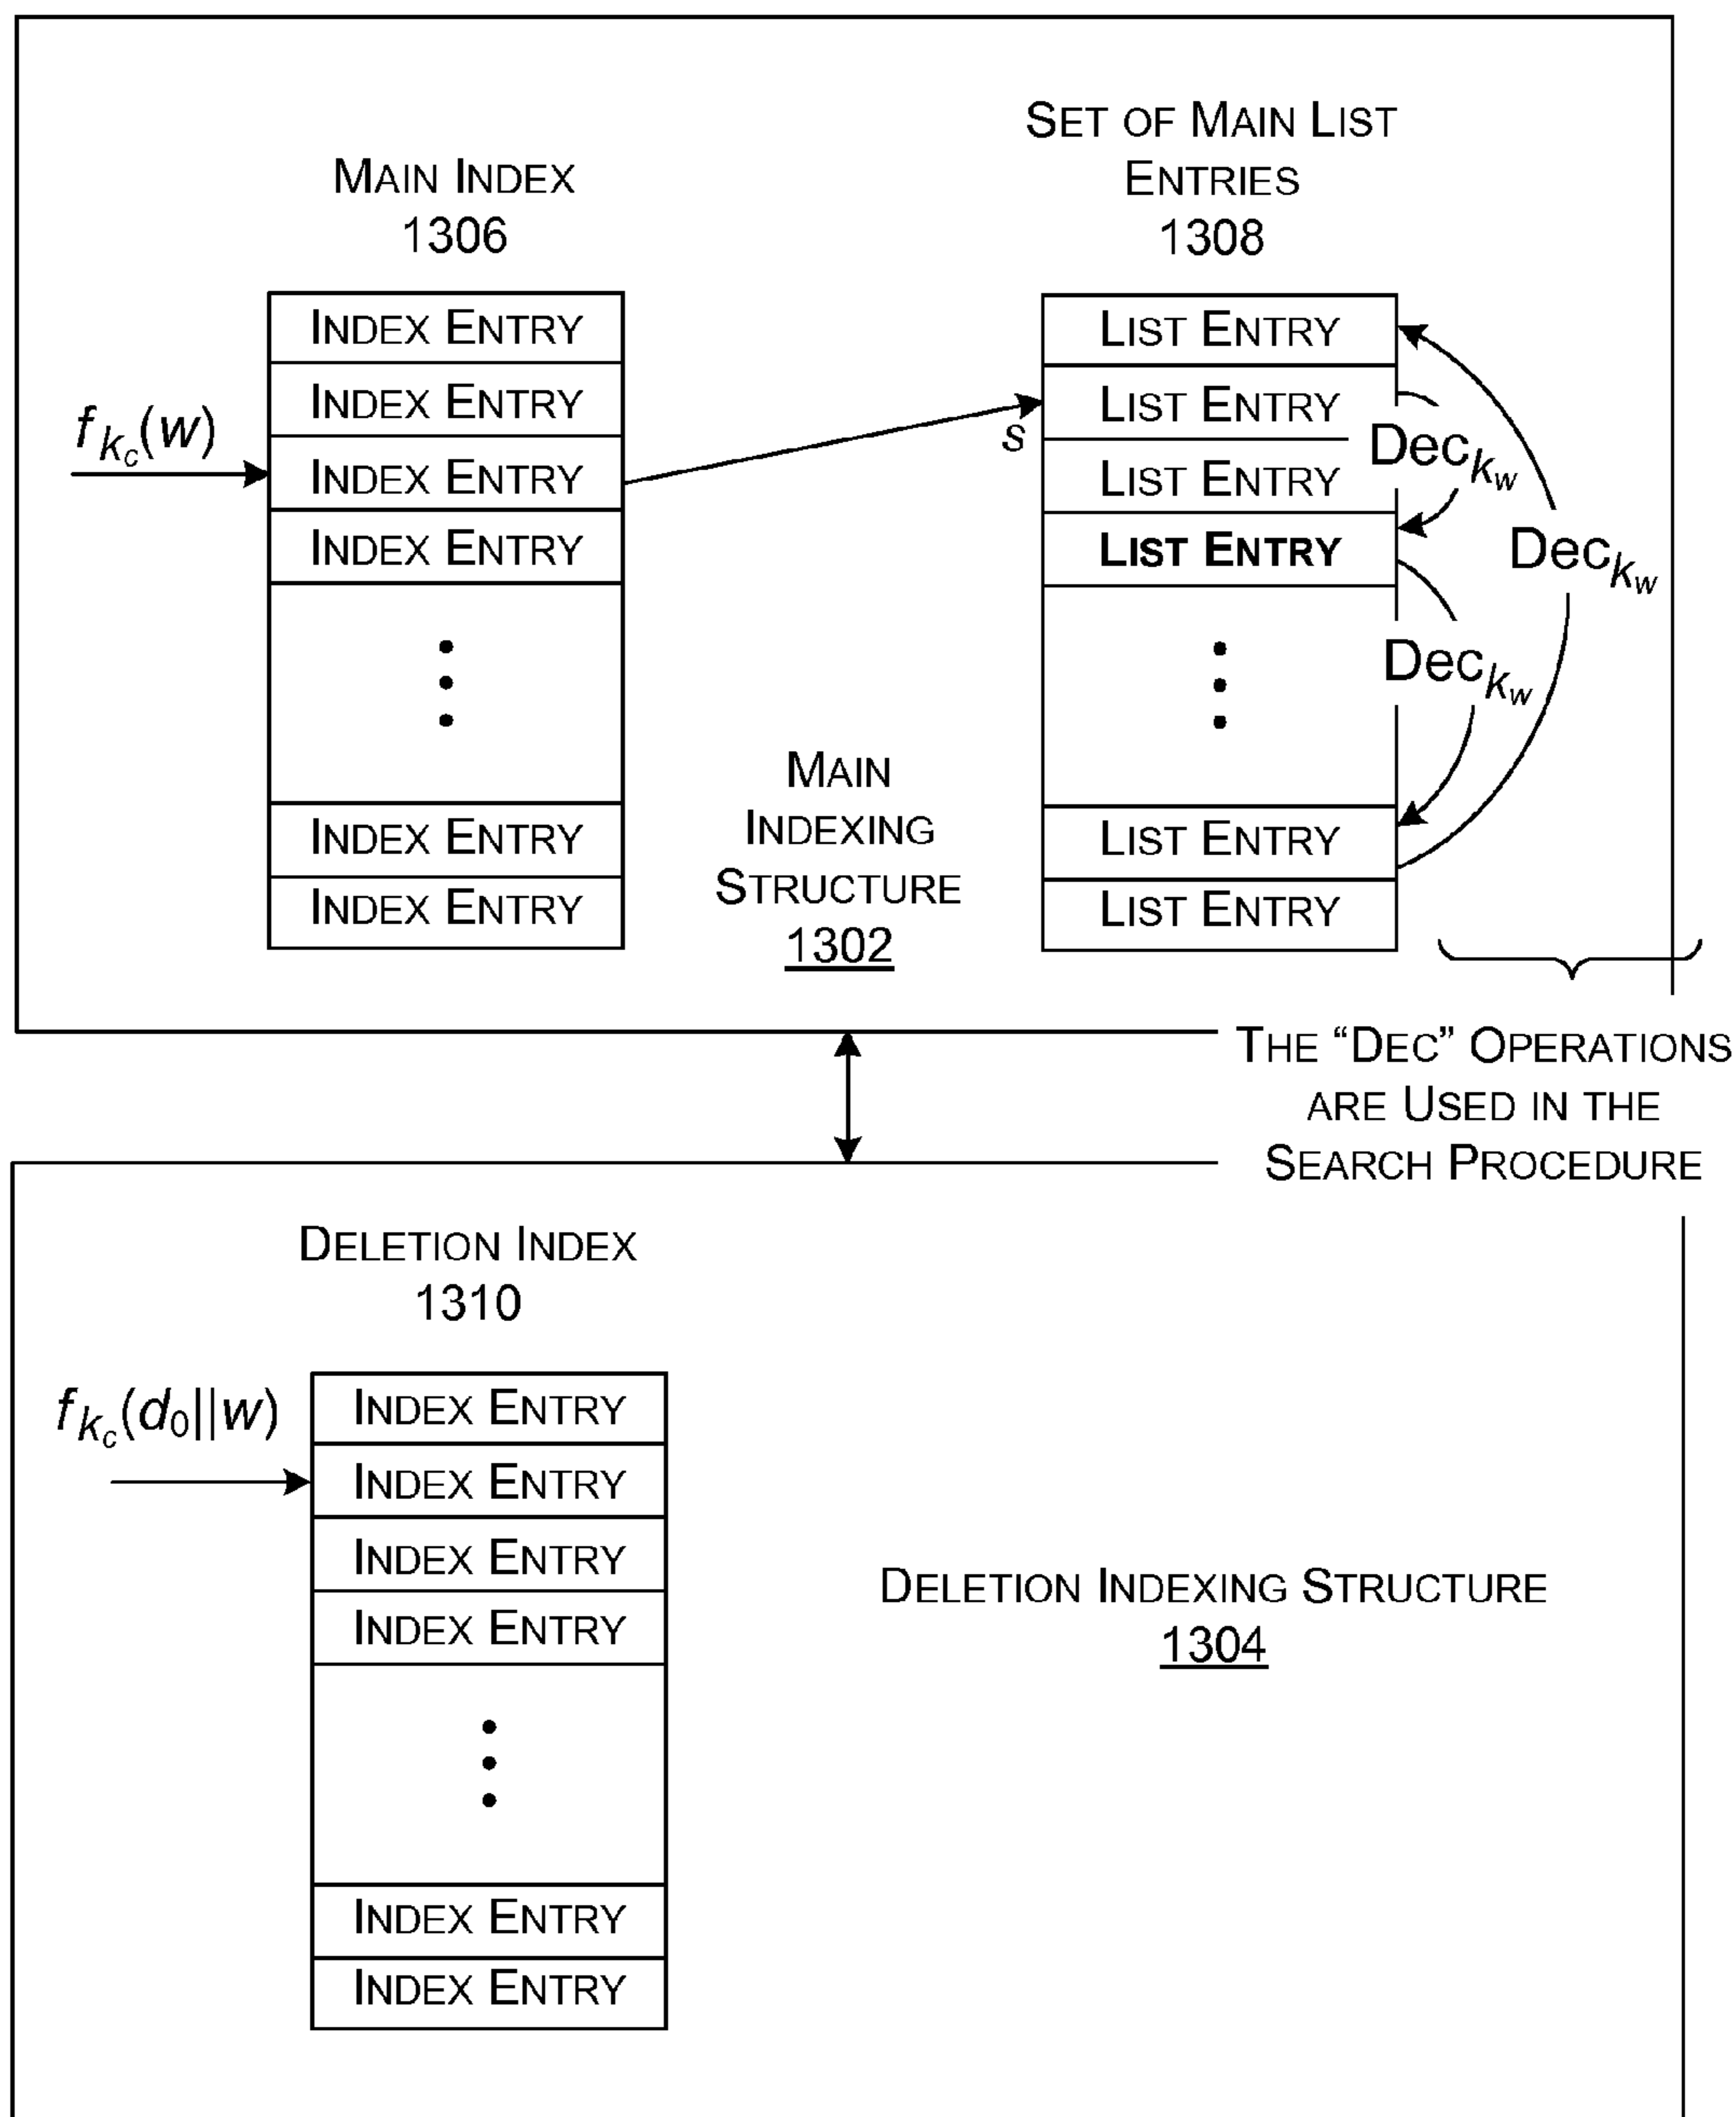 MAIN INDEX
1306
SET OF MAIN LIST
ENTRIES
1308
f_{k_c}(w)
INDEX ENTRY
INDEX ENTRY
INDEX ENTRY
INDEX ENTRY
INDEX ENTRY
INDEX ENTRY
s
LIST ENTRY
LIST ENTRY
LIST ENTRY
LIST ENTRY
LIST ENTRY
LIST ENTRY
Dec_{k_w}
Dec_{k_w}
Dec_{k_w}
MAIN
INDEXING
STRUCTURE
1302
THE “DEC” OPERATIONS
ARE USED IN THE
SEARCH PROCEDURE
DELETION INDEX
1310
f_{k_c}(d_0||w)
INDEX ENTRY
INDEX ENTRY
INDEX ENTRY
INDEX ENTRY
INDEX ENTRY
INDEX ENTRY
DELETION INDEXING STRUCTURE
1304